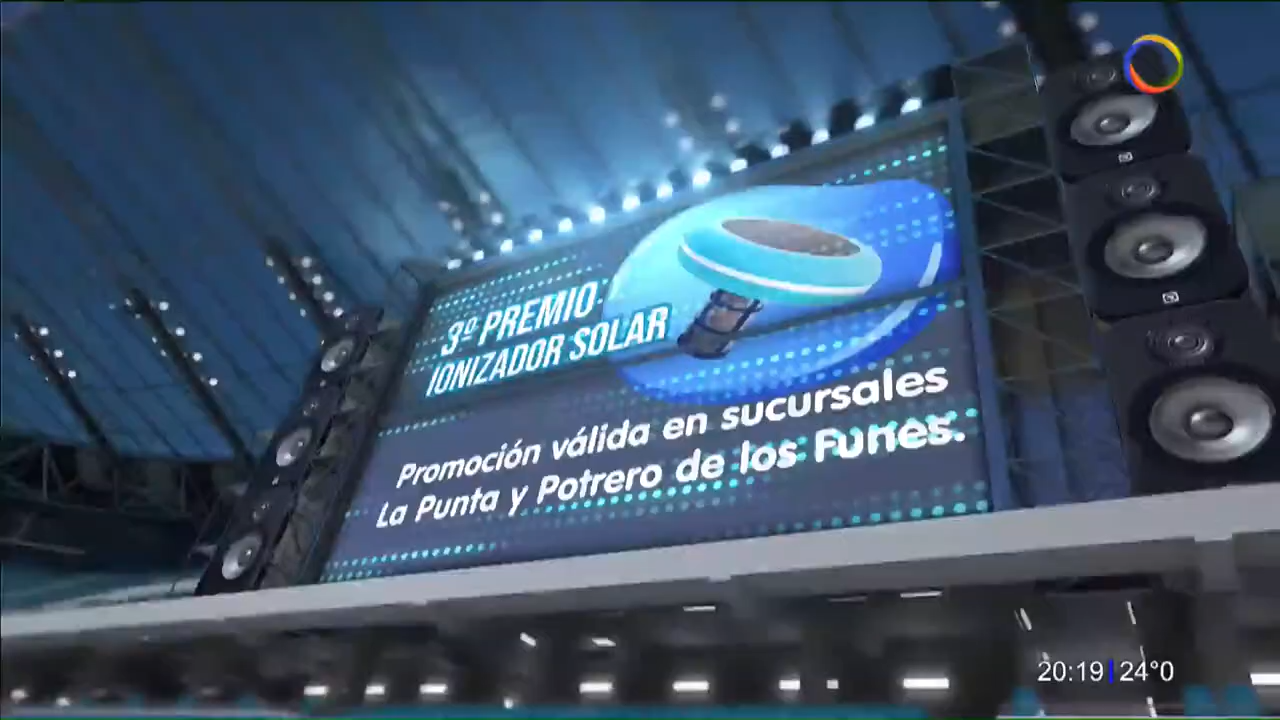 3º PREMIO
IONIZADOR SOLAR
Promoción válida en sucursales
La Punta y Potrero de los Funes.
20:19 24°0